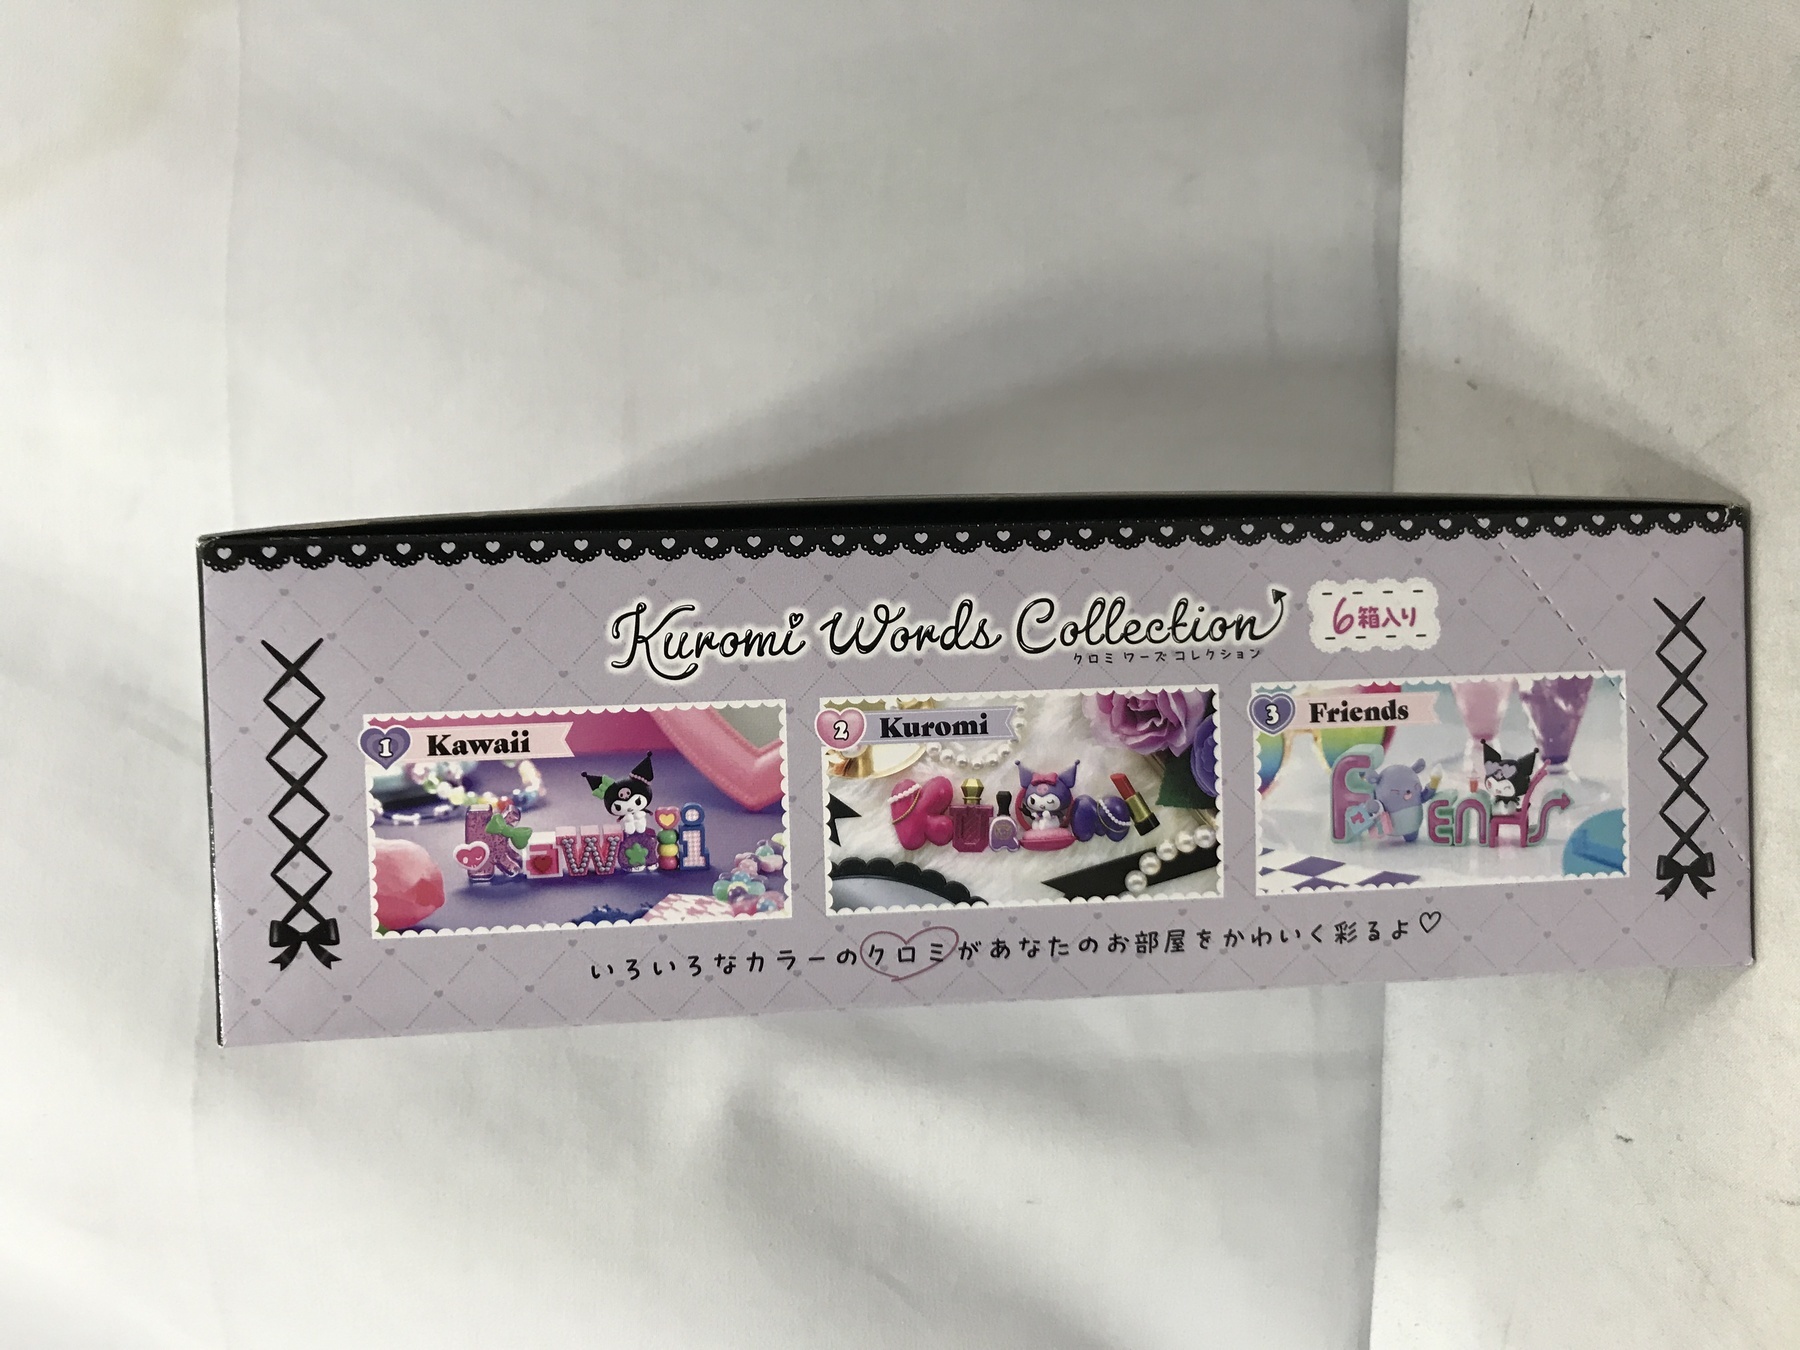 Kuromi Words Collection
クロミ ワーズ コレクション
6箱入り
1 Kawaii
2 Kuromi
3 Friends
Kawaii
Friends
いろいろなカラーのクロミがあなたのお部屋をかわいく彩るよ♡